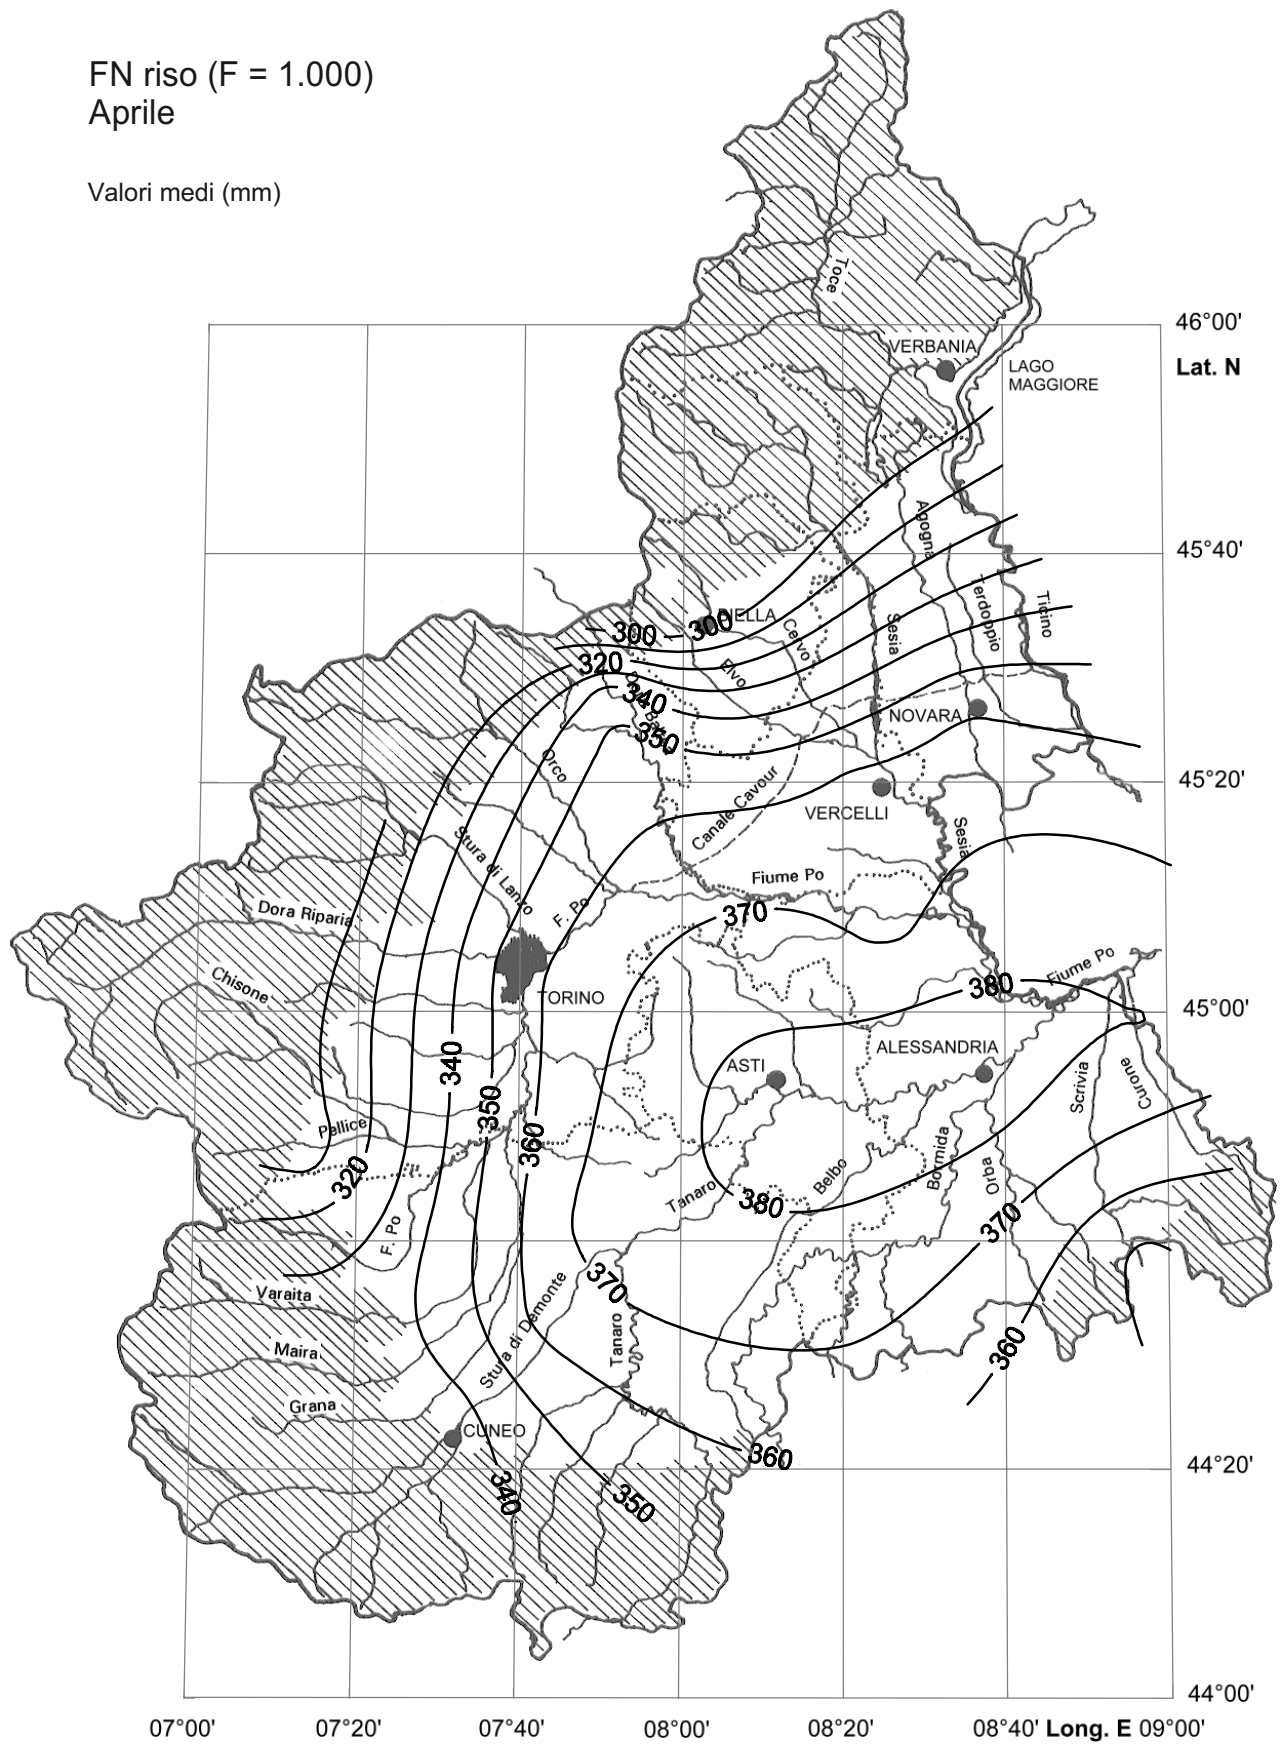 FN riso (F = 1.000)
Aprile
Valori medi (mm)
Toce
46°00'
VERBANIA
Lat. N
LAGO
MAGGIORE
Agogna
45°40'
Terdoppio
Ticino
BIELLA
Cervo
Sesia
300
300
320
Elvo
340
NOVARA
350
Orco
45°20'
Canale Cavour
VERCELLI
Stura di Lanzo
Sesia
Fiume Po
Dora Riparia
F. Po
370
Fiume Po
Chisone
380
TORINO
45°00'
340
ALESSANDRIA
ASTI
Scrivia
Curone
350
Pellice
360
320
Belbo
Bormida
Orba
Tanaro
380
370
F. Po
370
Varaita
Stura di Demonte
Tanaro
Maira
360
Grana
CUNEO
360
44°20'
340
350
44°00'
07°00' 07°20' 07°40' 08°00' 08°20' 08°40' Long. E 09°00'